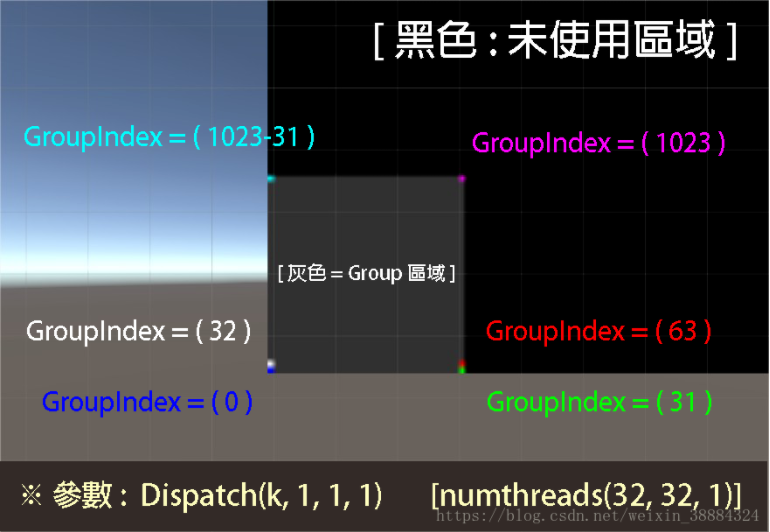 [ 黑色 : 未使用區域 ]
GroupIndex = ( 1023-31 )
GroupIndex = ( 1023 )
[ 灰色 = Group 區域 ]
GroupIndex = ( 32 )
GroupIndex = ( 63 )
GroupIndex = ( 0 )
GroupIndex = ( 31 )
※ 參數 : Dispatch(k, 1, 1, 1) [numthreads(32, 32, 1)]
https://blog.csdn.net/weixin_38884324